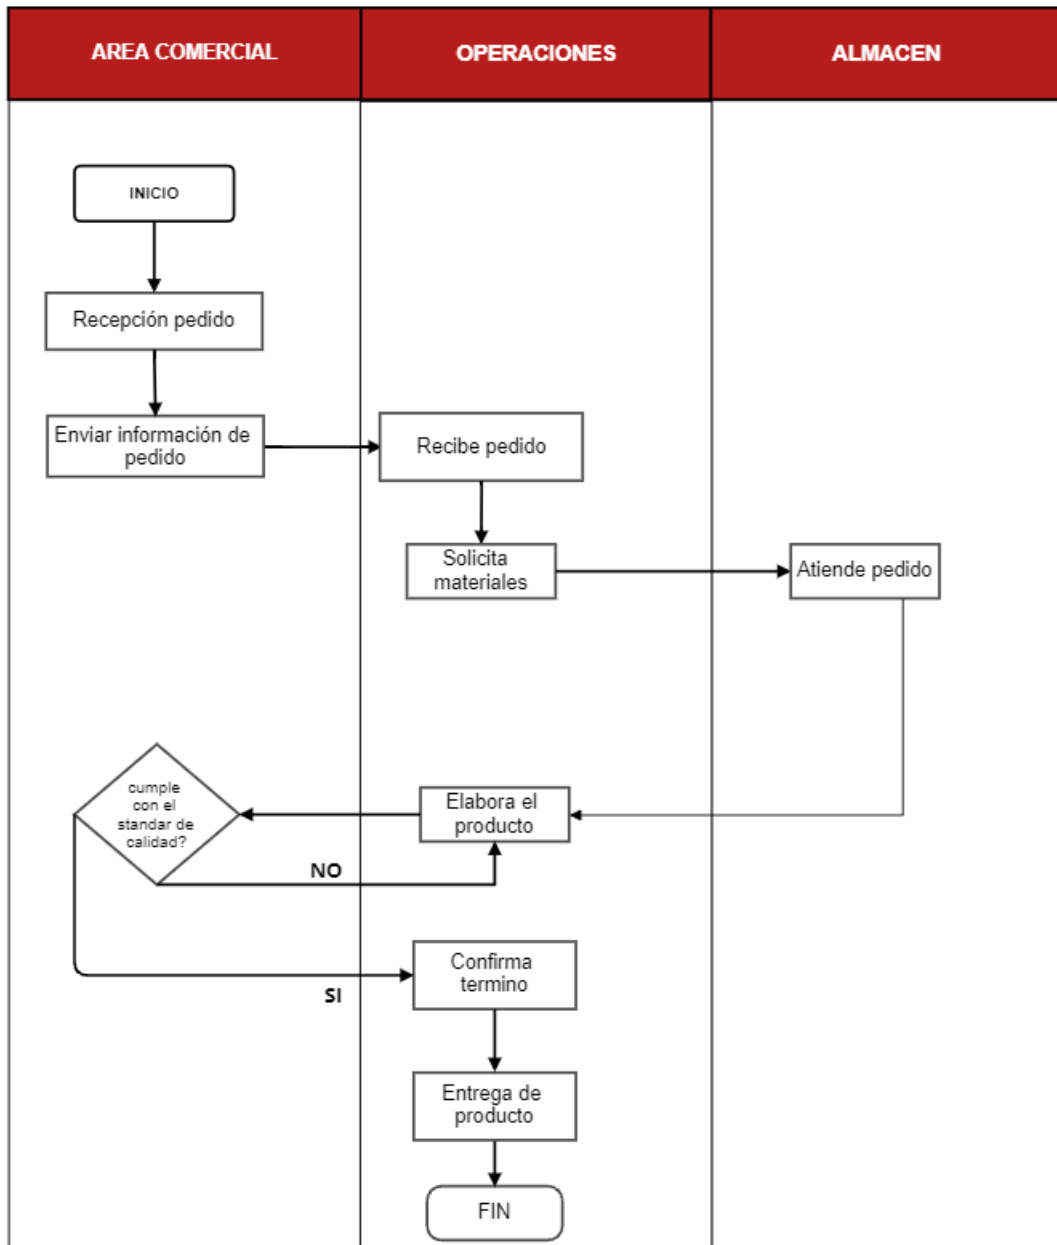 AREA COMERCIAL
OPERACIONES
ALMACEN
INICIO
Recepción pedido
Enviar información de
pedido
Recibe pedido
Solicita
materiales
Atiende pedido
cumple
con el
standar de
calidad?
Elabora el
producto
NO
Confirma
termino
SI
Entrega de
producto
FIN